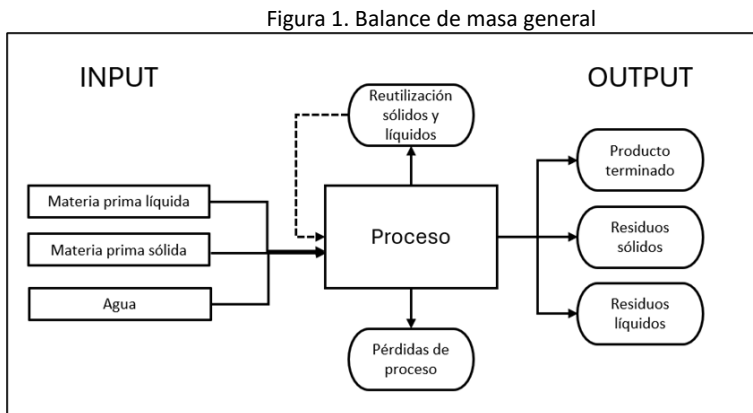 Figura 1. Balance de masa general
INPUT
OUTPUT
Reutilización
sólidos y
líquidos
Producto
terminado
Materia prima líquida
Proceso
Materia prima sólida
Residuos
sólidos
Agua
Residuos
líquidos
Pérdidas de
proceso